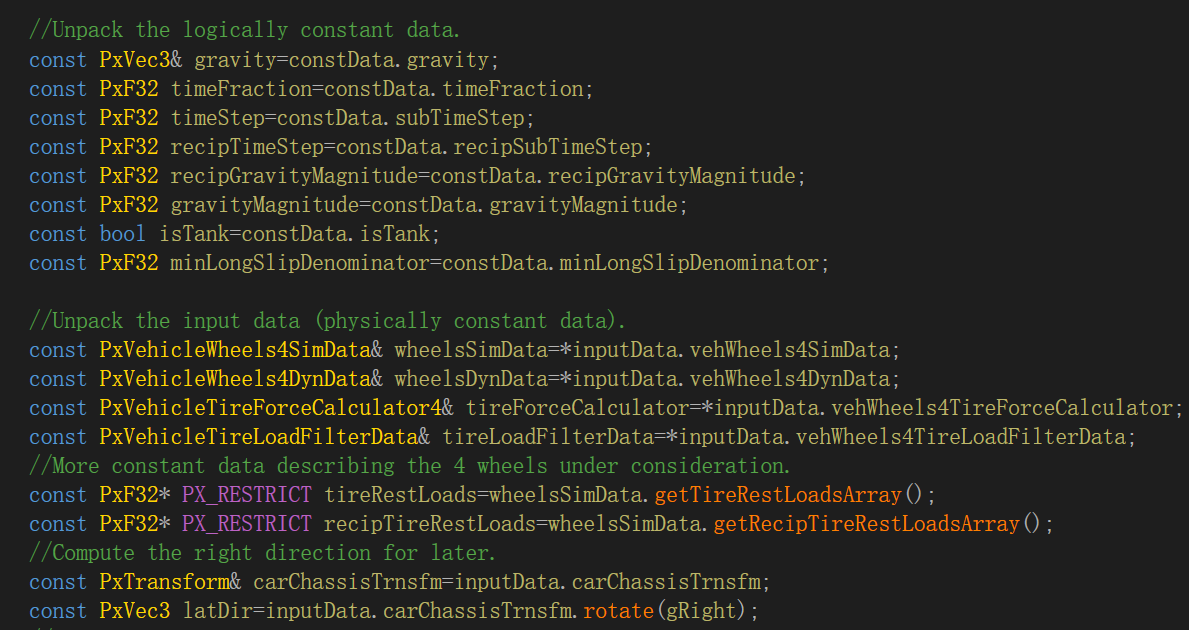 //Unpack the logically constant data.
const PxVec3& gravity=constData.gravity;
const PxF32 timeFraction=constData.timeFraction;
const PxF32 timeStep=constData.subTimeStep;
const PxF32 recipTimeStep=constData.recipSubTimeStep;
const PxF32 recipGravityMagnitude=constData.recipGravityMagnitude;
const PxF32 gravityMagnitude=constData.gravityMagnitude;
const bool isTank=constData.isTank;
const PxF32 minLongSlipDenominator=constData.minLongSlipDenominator;
//Unpack the input data (physically constant data).
const PxVehicleWheels4SimData& wheelsSimData=*inputData.vehWheels4SimData;
const PxVehicleWheels4DynData& wheelsDynData=*inputData.vehWheels4DynData;
const PxVehicleTireForceCalculator4& tireForceCalculator=*inputData.vehWheels4TireForceCalculator;
const PxVehicleTireLoadFilterData& tireLoadFilterData=*inputData.vehWheels4TireLoadFilterData;
//More constant data describing the 4 wheels under consideration.
const PxF32* PX_RESTRICT tireRestLoads=wheelsSimData.getTireRestLoadsArray();
const PxF32* PX_RESTRICT recipTireRestLoads=wheelsSimData.getRecipTireRestLoadsArray();
//Compute the right direction for later.
const PxTransform& carChassisTrnsfm=inputData.carChassisTrnsfm;
const PxVec3 latDir=inputData.carChassisTrnsfm.rotate(gRight);